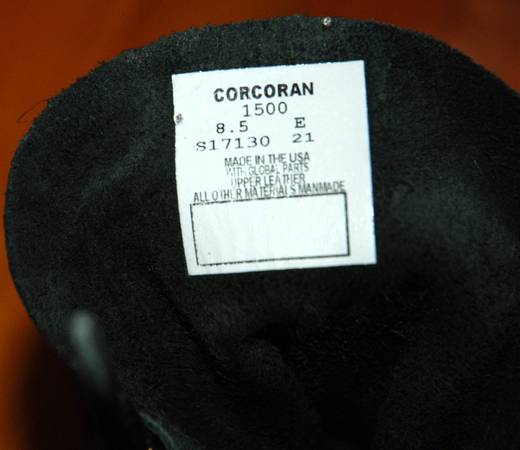 CORCORAN
1500
8.5 E
S17130 21
MADE IN THE USA
WITH GLOBAL PARTS
UPPER LEATHER
ALL OTHER MATERIALS MANMADE